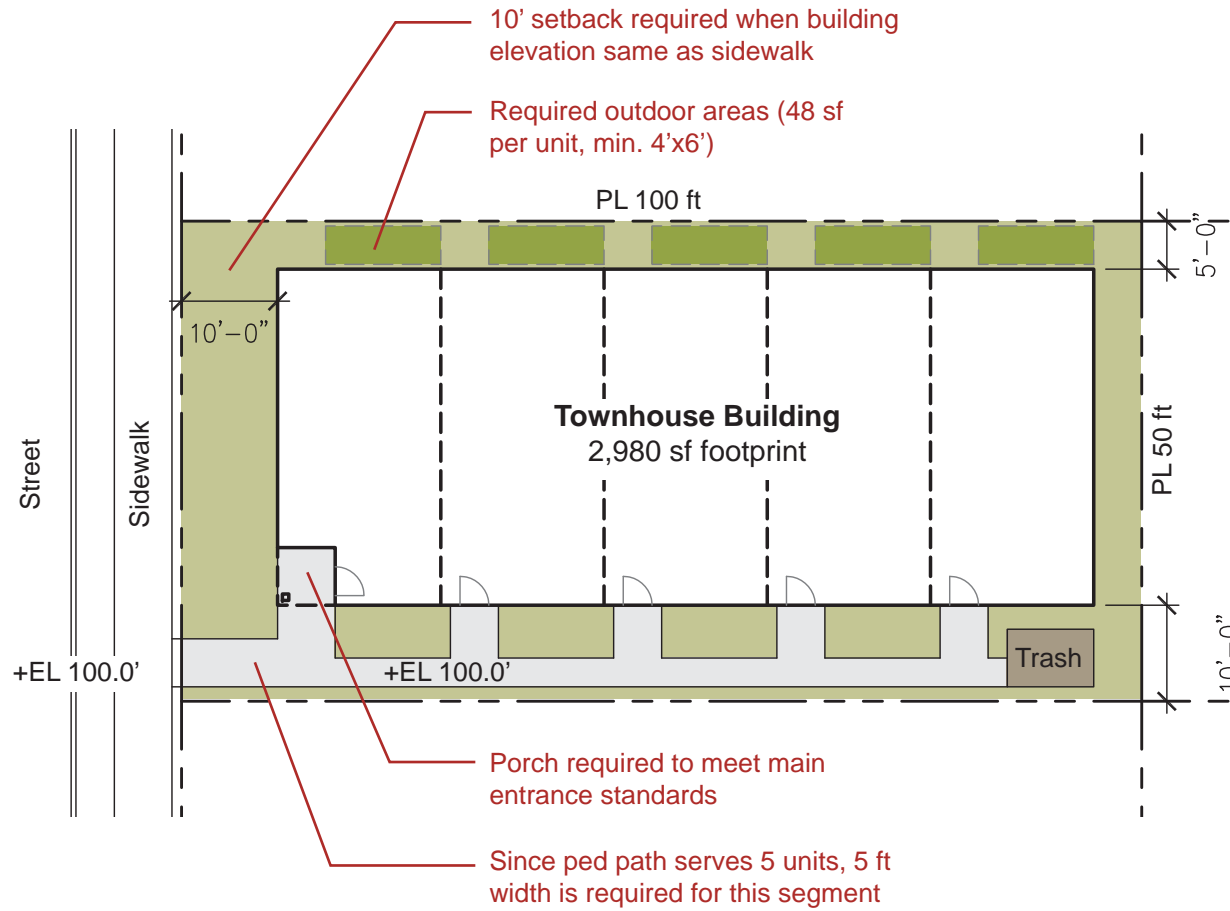 10’ setback required when building
elevation same as sidewalk
Required outdoor areas (48 sf
per unit, min. 4’x6’)
PL 100 ft
5’–0”
10’–0”
Townhouse Building
2,980 sf footprint
PL 50 ft
Street
Sidewalk
Trash
+EL 100.0’
+EL 100.0’
10’–0”
Porch required to meet main
entrance standards
Since ped path serves 5 units, 5 ft
width is required for this segment